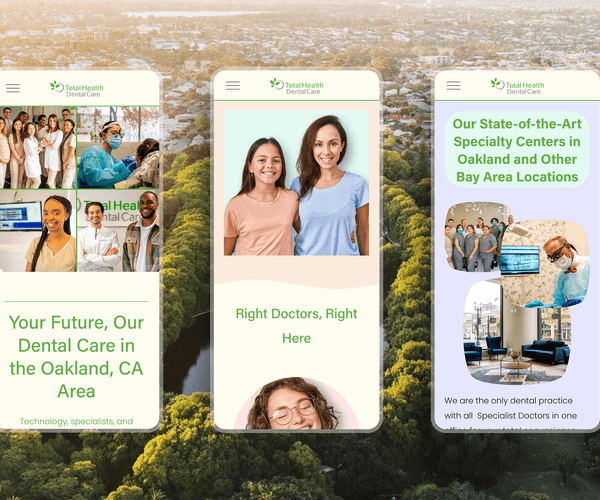 Total Health
Dental Care
Total Health
Dental Care
Your Future, Our
Dental Care in
the Oakland, CA
Area
Technology, specialists, and
Total Health
Dental Care
Right Doctors, Right
Here
Total Health
Dental Care
Our State-of-the-Art
Specialty Centers in
Oakland and Other
Bay Area Locations
We are the only dental practice
with all Specialist Doctors in one